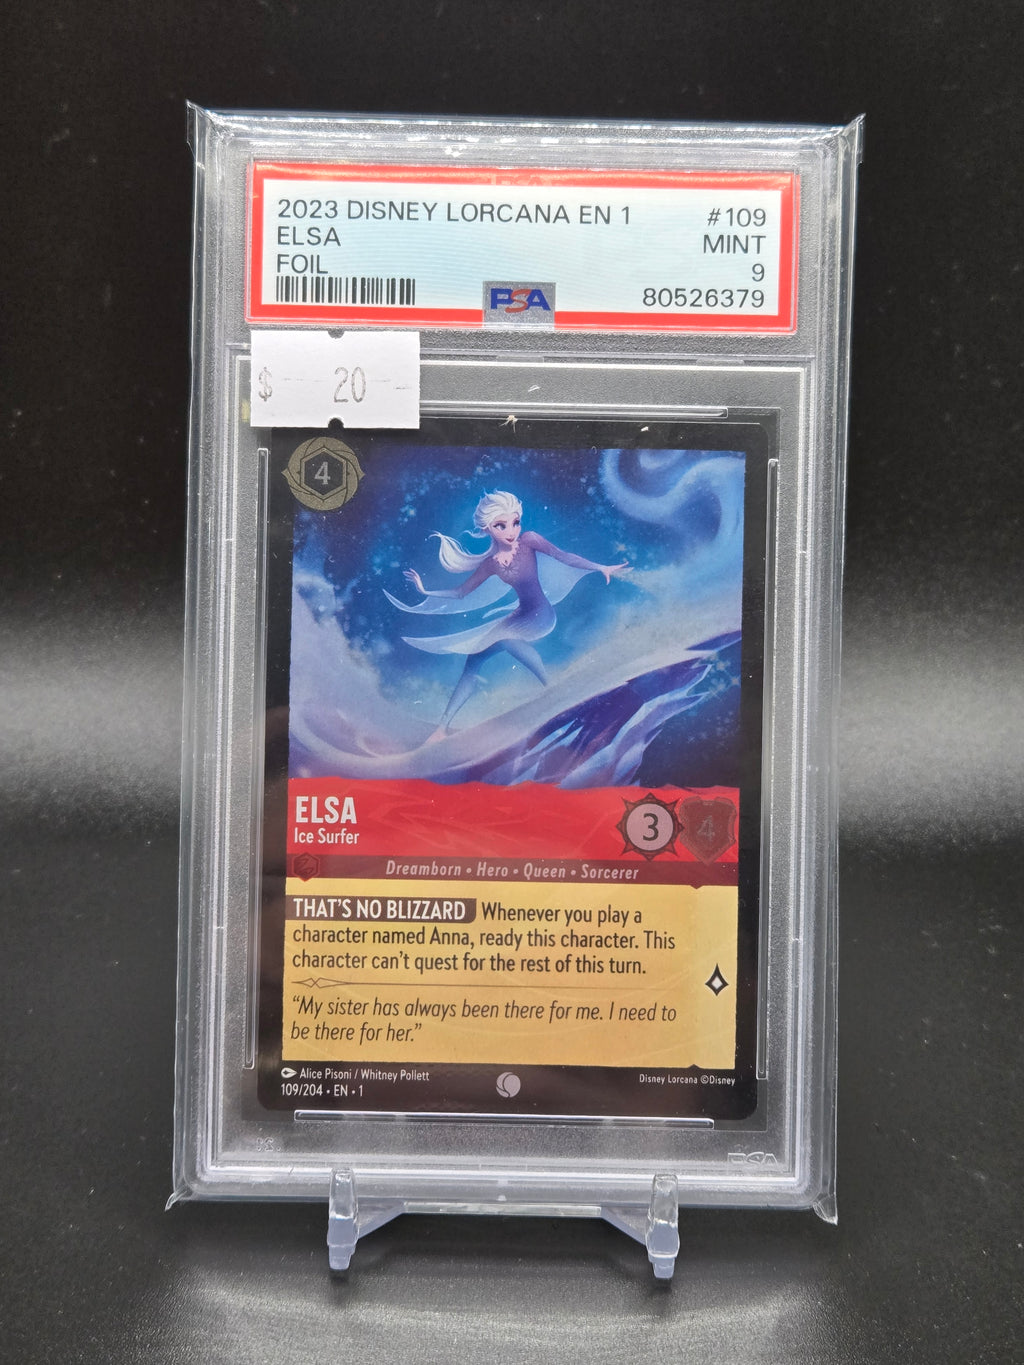 2023 DISNEY LORCANA EN 1 #109
ELSA MINT
FOIL 9
PSA 80526379
$ 20
4
ELSA
Ice Surfer
3 4
Dreamborn • Hero • Queen • Sorcerer
THAT'S NO BLIZZARD Whenever you play a
character named Anna, ready this character. This
character can't quest for the rest of this turn.
“My sister has always been there for me. I need to
be there for her.”
Alice Pisoni / Whitney Pollett
109/204 • EN • 1
Disney Lorcana ©Disney
PSA